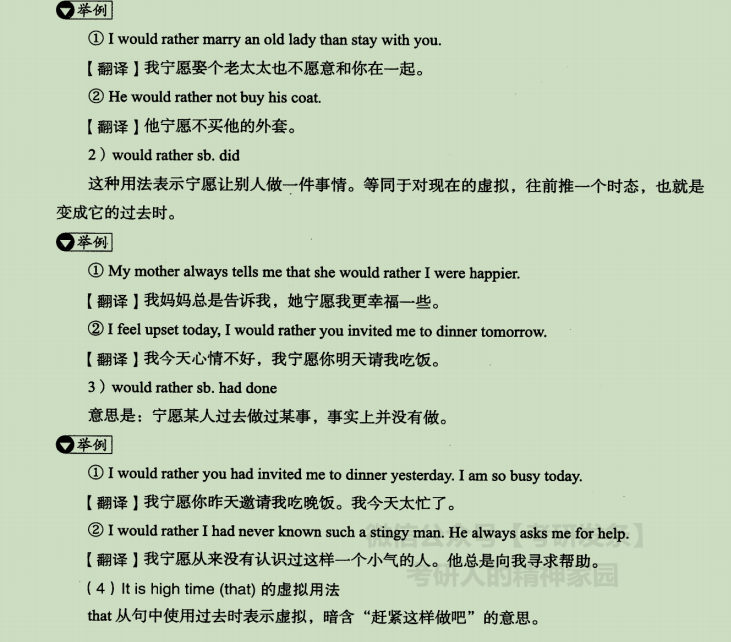 举例
① I would rather marry an old lady than stay with you.
【翻译】我宁愿娶个老太太也不愿意和你在一起。
② He would rather not buy his coat.
【翻译】他宁愿不买他的外套。
2）would rather sb. did
这种用法表示宁愿让别人做一件事情。等同于对现在的虚拟，往前推一个时态，也就是
变成它的过去时。
举例
① My mother always tells me that she would rather I were happier.
【翻译】我妈妈总是告诉我，她宁愿我更幸福一些。
② I feel upset today, I would rather you invited me to dinner tomorrow.
【翻译】我今天心情不好，我宁愿你明天请我吃饭。
3）would rather sb. had done
意思是：宁愿某人过去做过某事，事实上并没有做。
举例
① I would rather you had invited me to dinner yesterday. I am so busy today.
【翻译】我宁愿你昨天邀请我吃晚饭。我今天太忙了。
微信公众号【考研发条】
② I would rather I had never known such a stingy man. He always asks me for help.
【翻译】我宁愿从来没有认识过这样一个小气的人。他总是向我寻求帮助。
考研人的精神家园
（4）It is high time (that) 的虚拟用法
that 从句中使用过去时表示虚拟，暗含“赶紧这样做吧”的意思。